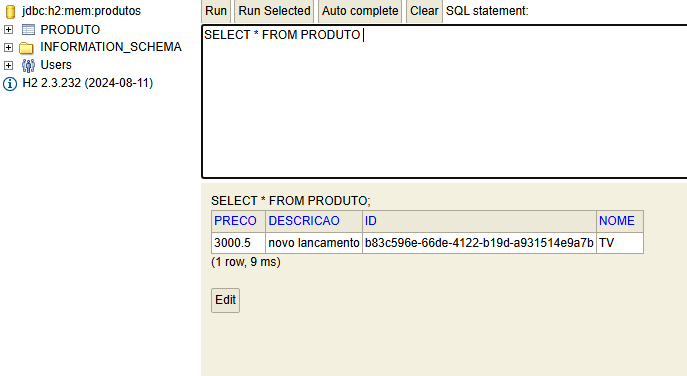 jdbc:h2:mem:produtos
PRODUTO
INFORMATION_SCHEMA
Users
H2 2.3.232 (2024-08-11)
Run Run Selected Auto complete Clear SQL statement:
SELECT * FROM PRODUTO
SELECT * FROM PRODUTO;
PRECO DESCRICAO ID NOME
3000.5 novo lancamento b83c596e-66de-4122-b19d-a931514e9a7b TV
(1 row, 9 ms)
Edit